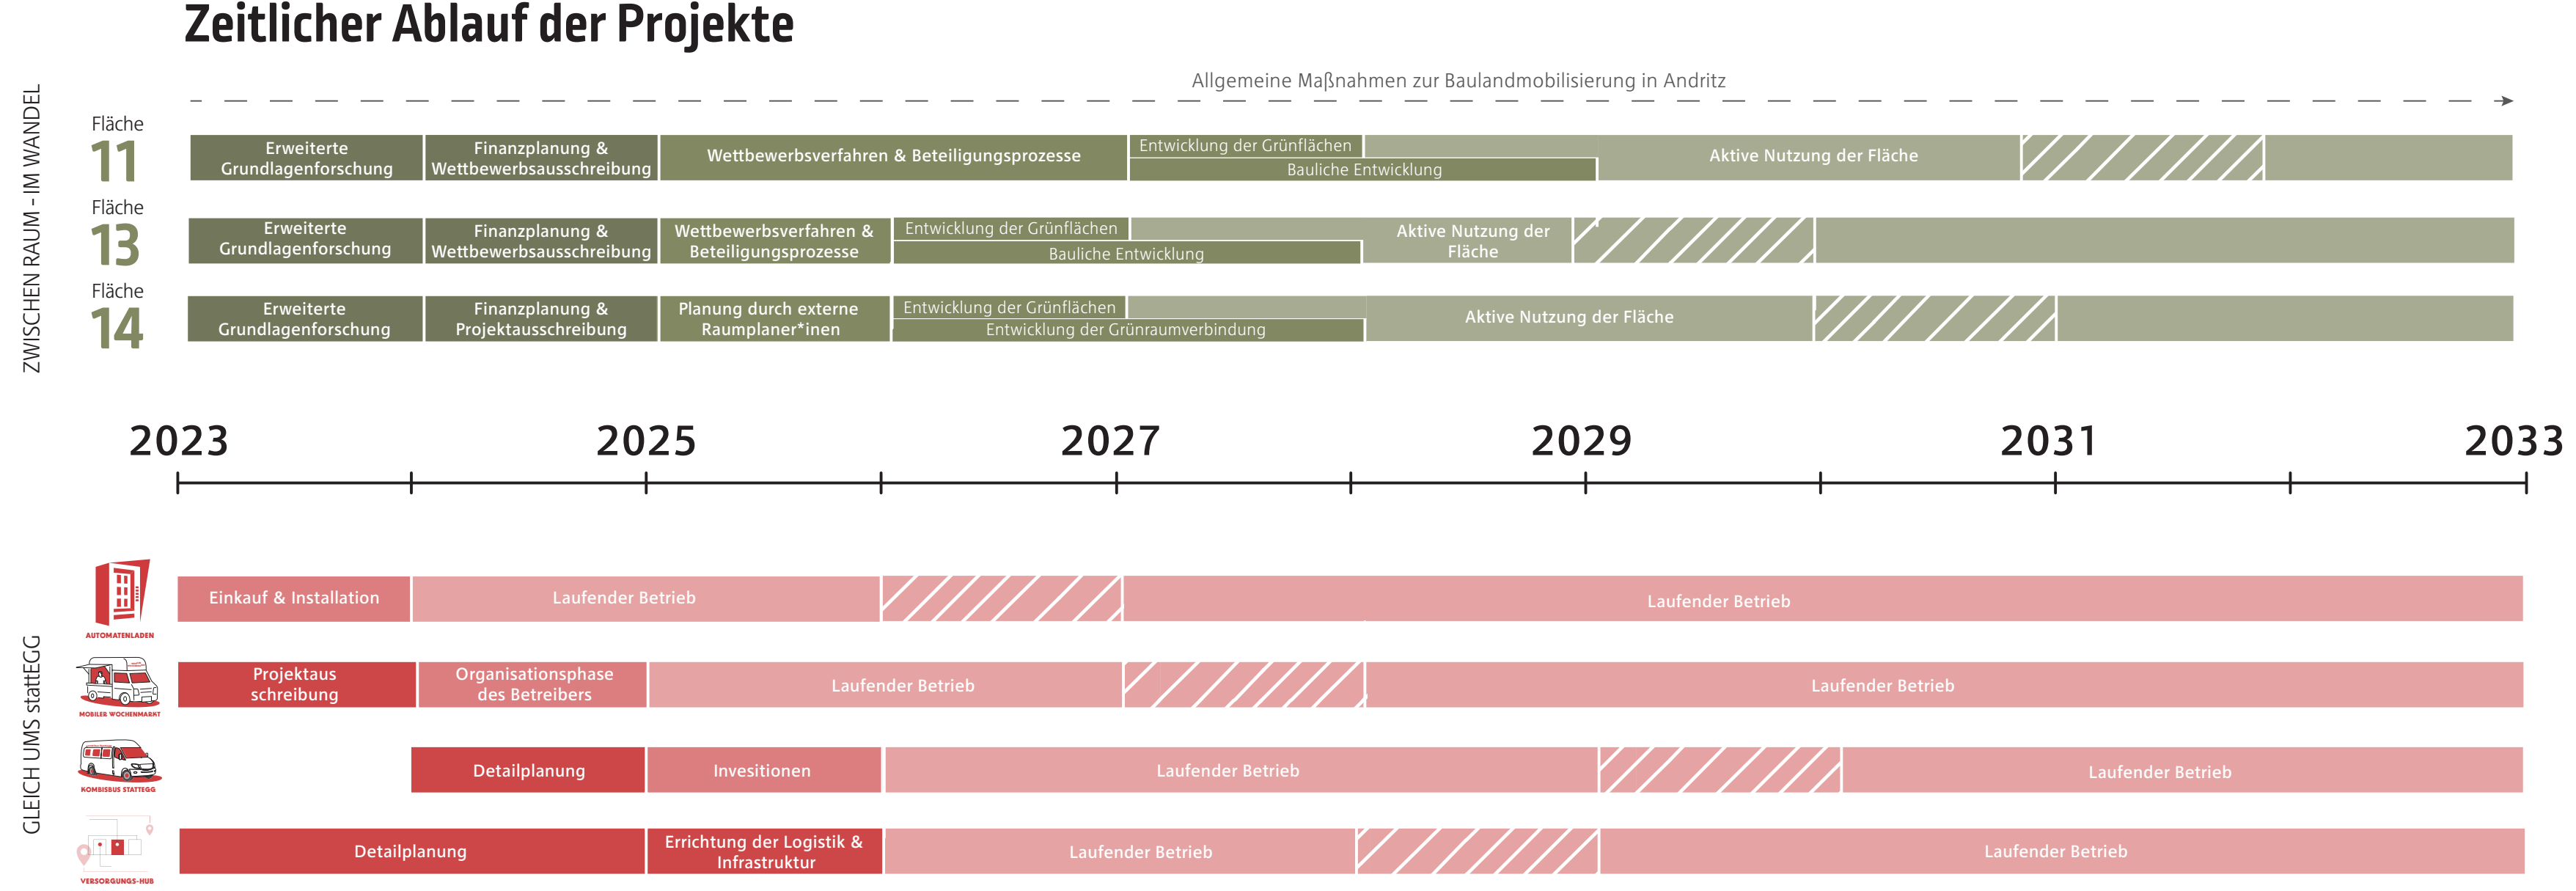 Zeitlicher Ablauf der Projekte
Allgemeine Maßnahmen zur Baulandmobilisierung in Andritz
ZWISCHEN RAUM - IM WANDEL
Fläche
11
Erweiterte
Grundlagenforschung
Finanzplanung &
Wettbewerbsausschreibung
Wettbewerbsverfahren & Beteiligungsprozesse
Entwicklung der Grünflächen
Bauliche Entwicklung
Aktive Nutzung der Fläche
Fläche
13
Erweiterte
Grundlagenforschung
Finanzplanung &
Wettbewerbsausschreibung
Wettbewerbsverfahren &
Beteiligungsprozesse
Entwicklung der Grünflächen
Bauliche Entwicklung
Aktive Nutzung der
Fläche
Fläche
14
Erweiterte
Grundlagenforschung
Finanzplanung &
Projektausschreibung
Planung durch externe
Raumplaner*inen
Entwicklung der Grünflächen
Entwicklung der Grünraumverbindung
Aktive Nutzung der Fläche
2023 2025 2027 2029 2031 2033
GLEICH UMS stattEGG
AUTOMATENLADEN
Einkauf & Installation
Laufender Betrieb
Laufender Betrieb
MOBILER WOCHENMARKT
Projektaus
schreibung
Organisationsphase
des Betreibers
Laufender Betrieb
Laufender Betrieb
KOMBISBUS STATTEGG
Detailplanung
Invesitionen
Laufender Betrieb
Laufender Betrieb
VERSORGUNGS-HUB
Detailplanung
Errichtung der Logistik &
Infrastruktur
Laufender Betrieb
Laufender Betrieb